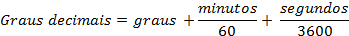 Graus decimais = graus + minutos/60 + segundos/3600